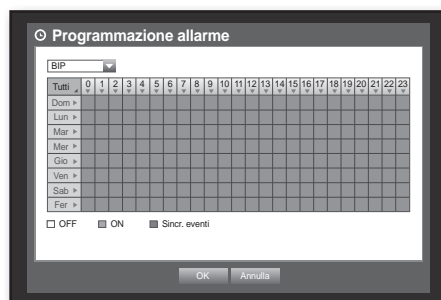 Programmazione allarme
BIP
Tutti 0 1 2 3 4 5 6 7 8 9 10 11 12 13 14 15 16 17 18 19 20 21 22 23
Dom
Lun
Mar
Mer
Gio
Ven
Sab
Fer
OFF ON Sincr. eventi
OK Annulla